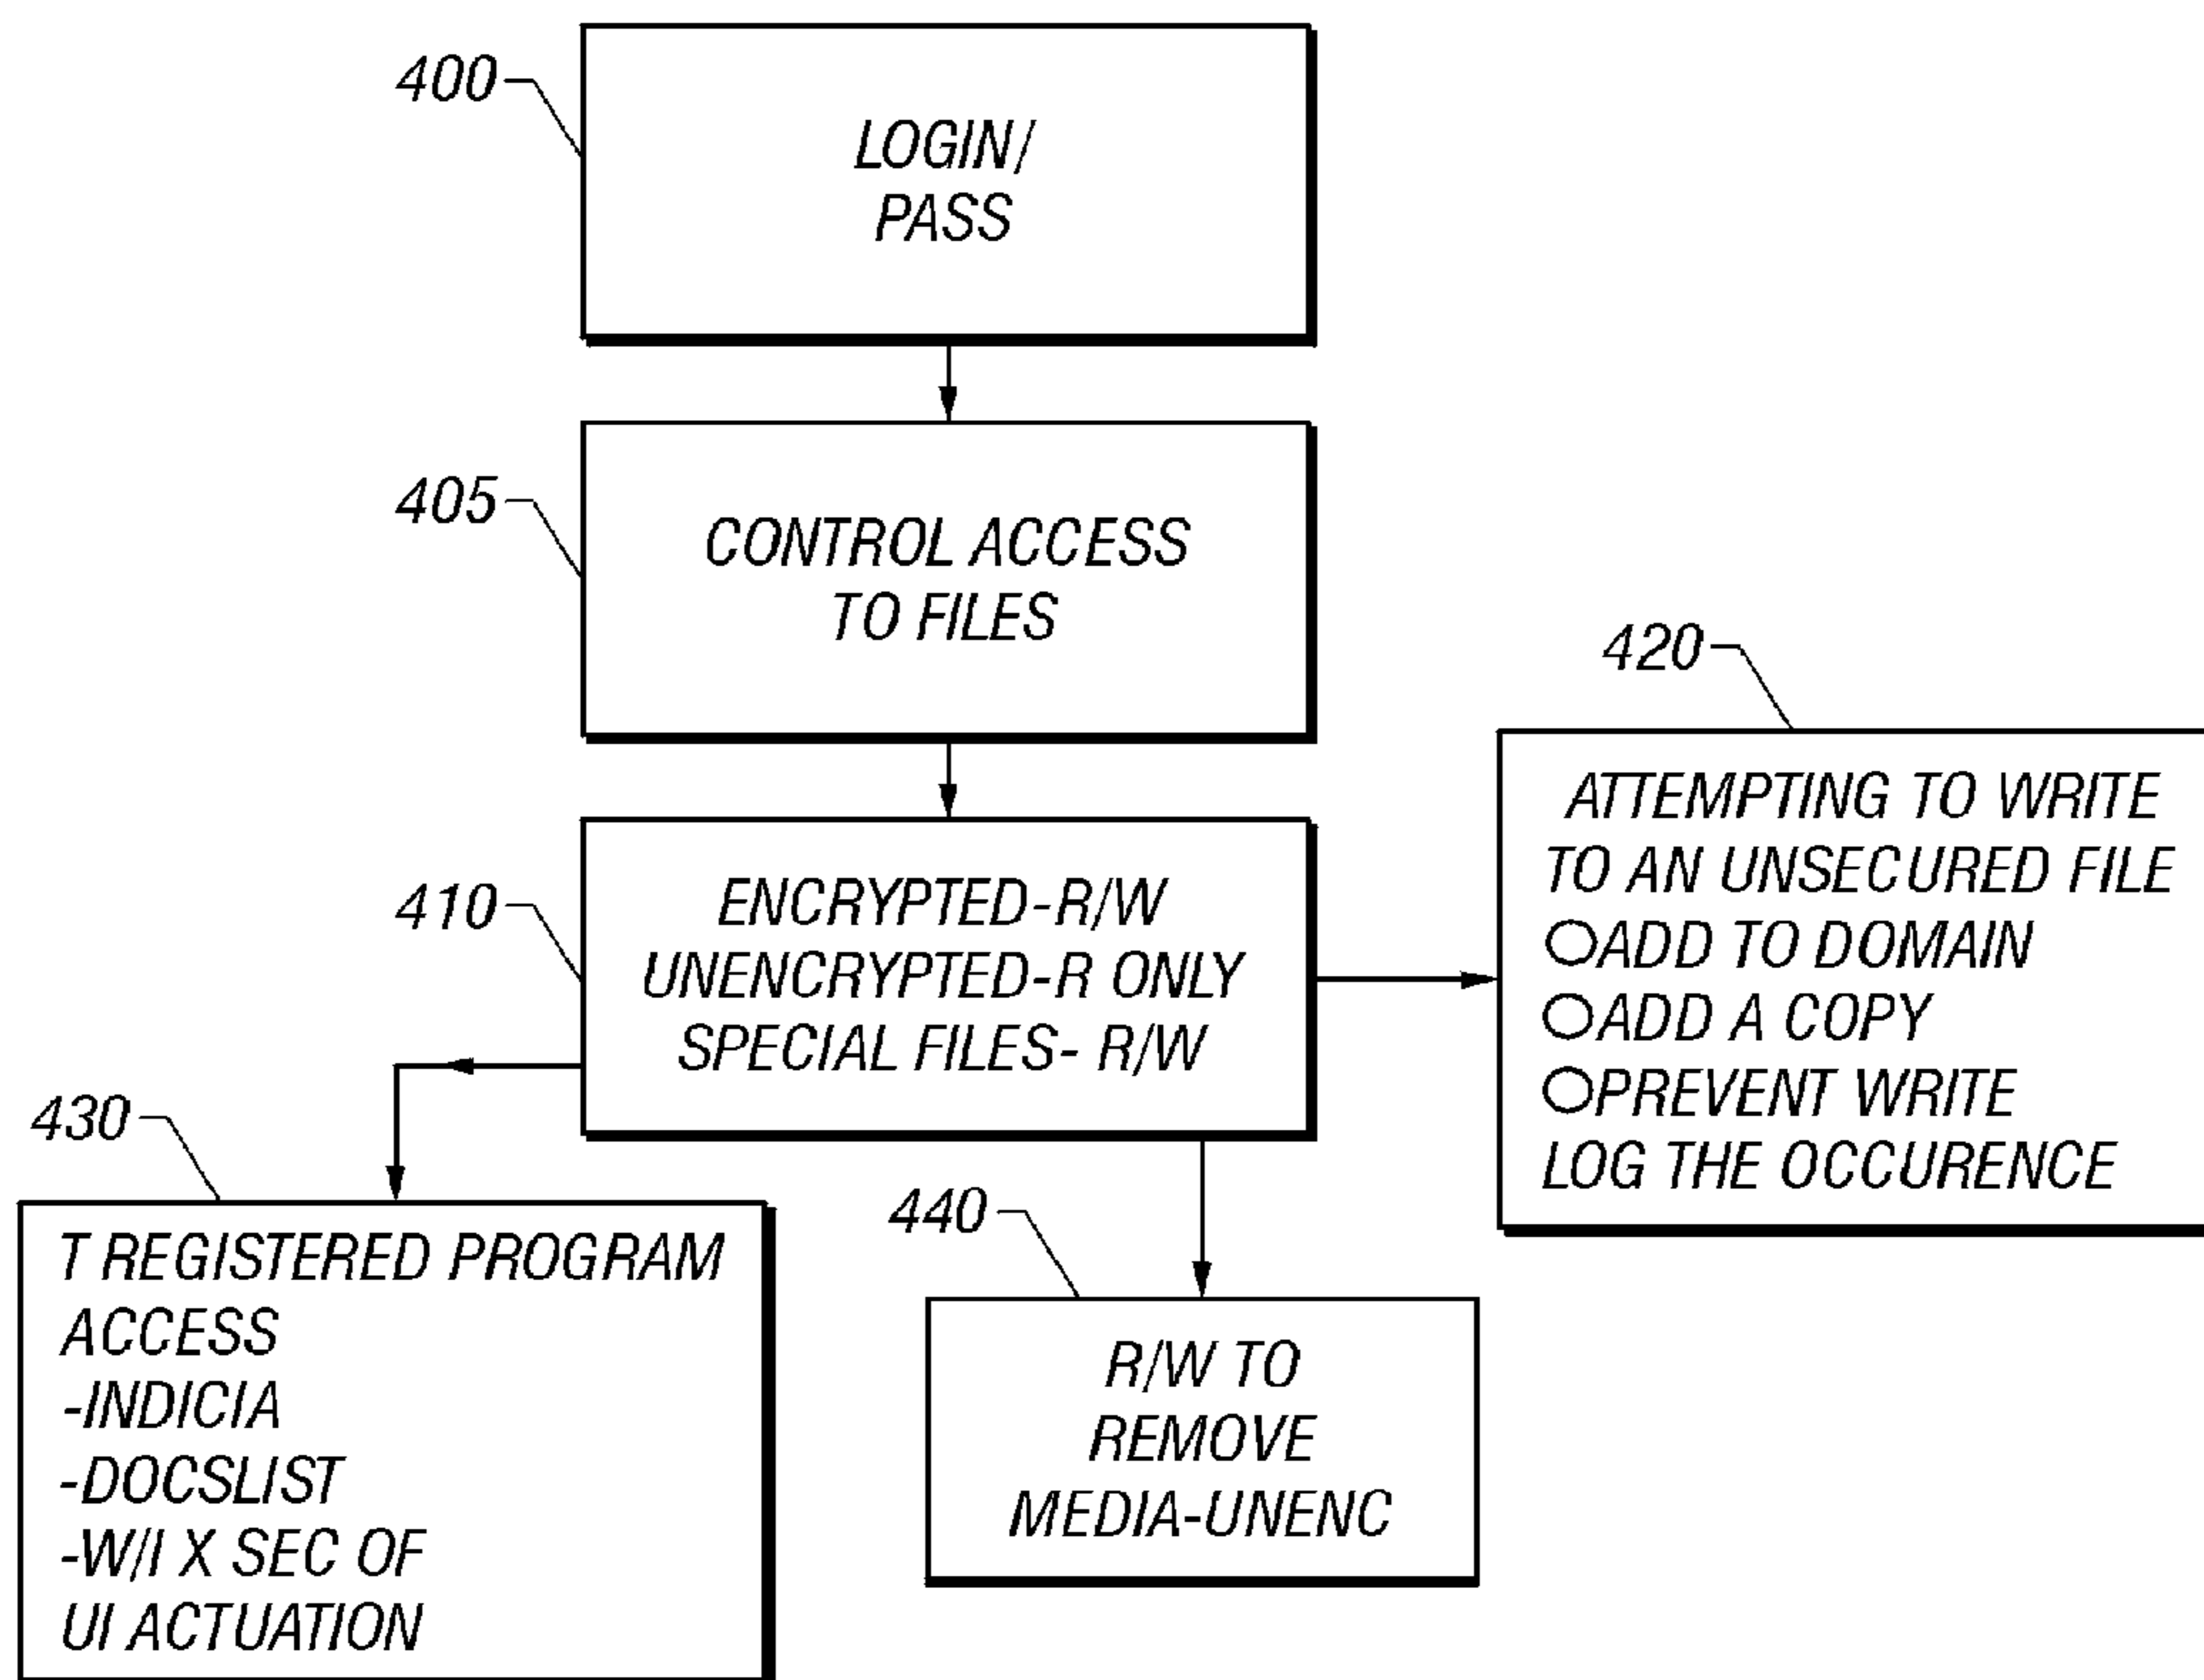 400
LOGIN/
PASS
405
CONTROL ACCESS
TO FILES
410
ENCRYPTED-R/W
UNENCRYPTED-R ONLY
SPECIAL FILES- R/W
420
ATTEMPTING TO WRITE
TO AN UNSECURED FILE
ADD TO DOMAIN
ADD A COPY
PREVENT WRITE
LOG THE OCCURENCE
430
T REGISTERED PROGRAM
ACCESS
-INDICIA
-DOCSLIST
-W/I X SEC OF
UI ACTUATION
440
R/W TO
REMOVE
MEDIA-UNENC